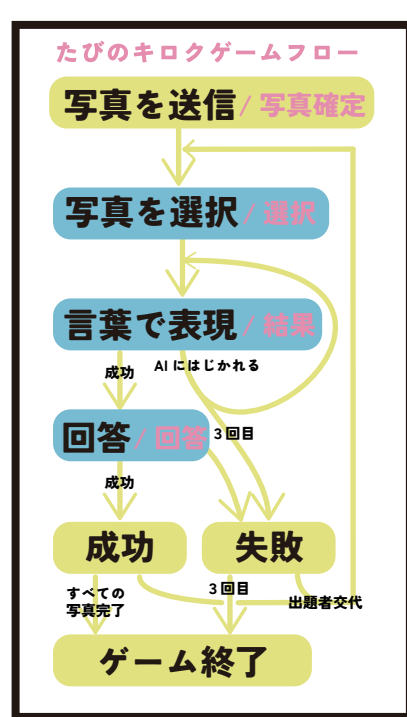 たびのキロクゲームフロー
写真を送信/写真確定
写真を選択/選択
言葉で表現/結果
成功
AIにはじかれる
回答/回答
3回目
成功
成功
失敗
すべての
写真完了
3回目
出題者交代
ゲーム終了